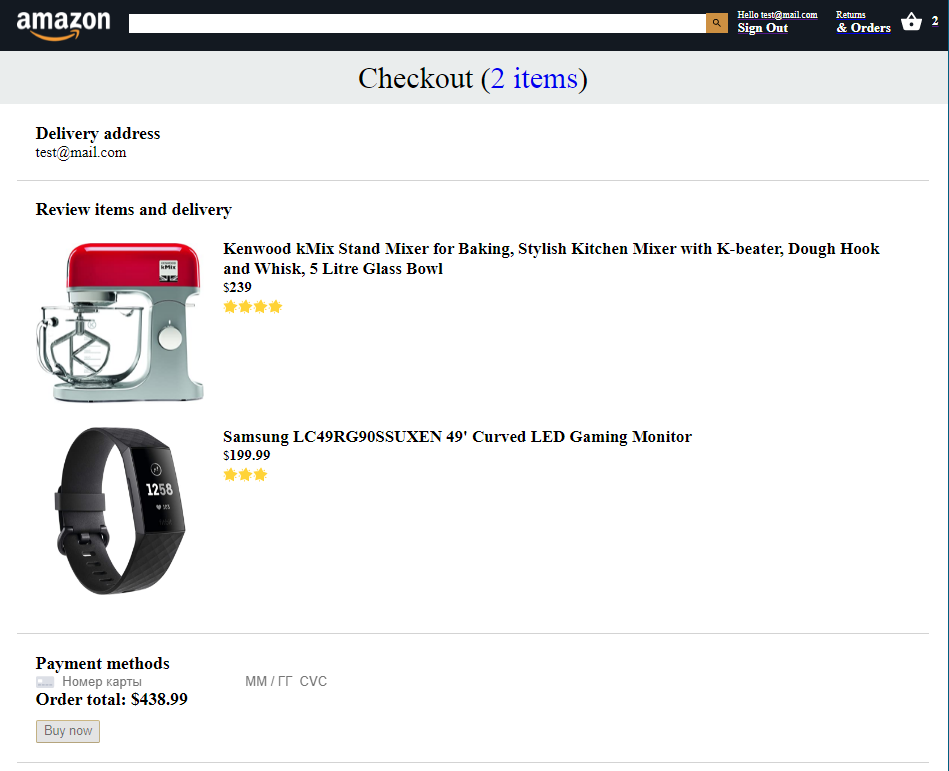 amazon
Hello test@mail.com
Sign Out
Returns
& Orders
2
Checkout (2 items)
Delivery address
test@mail.com
Review items and delivery
Kenwood kMix Stand Mixer for Baking, Stylish Kitchen Mixer with K-beater, Dough Hook
and Whisk, 5 Litre Glass Bowl
$239
kMix
Samsung LC49RG90SSUXEN 49' Curved LED Gaming Monitor
$199.99
1258
Payment methods
Номер карты ММ / ГГ CVC
Order total: $438.99
Buy now